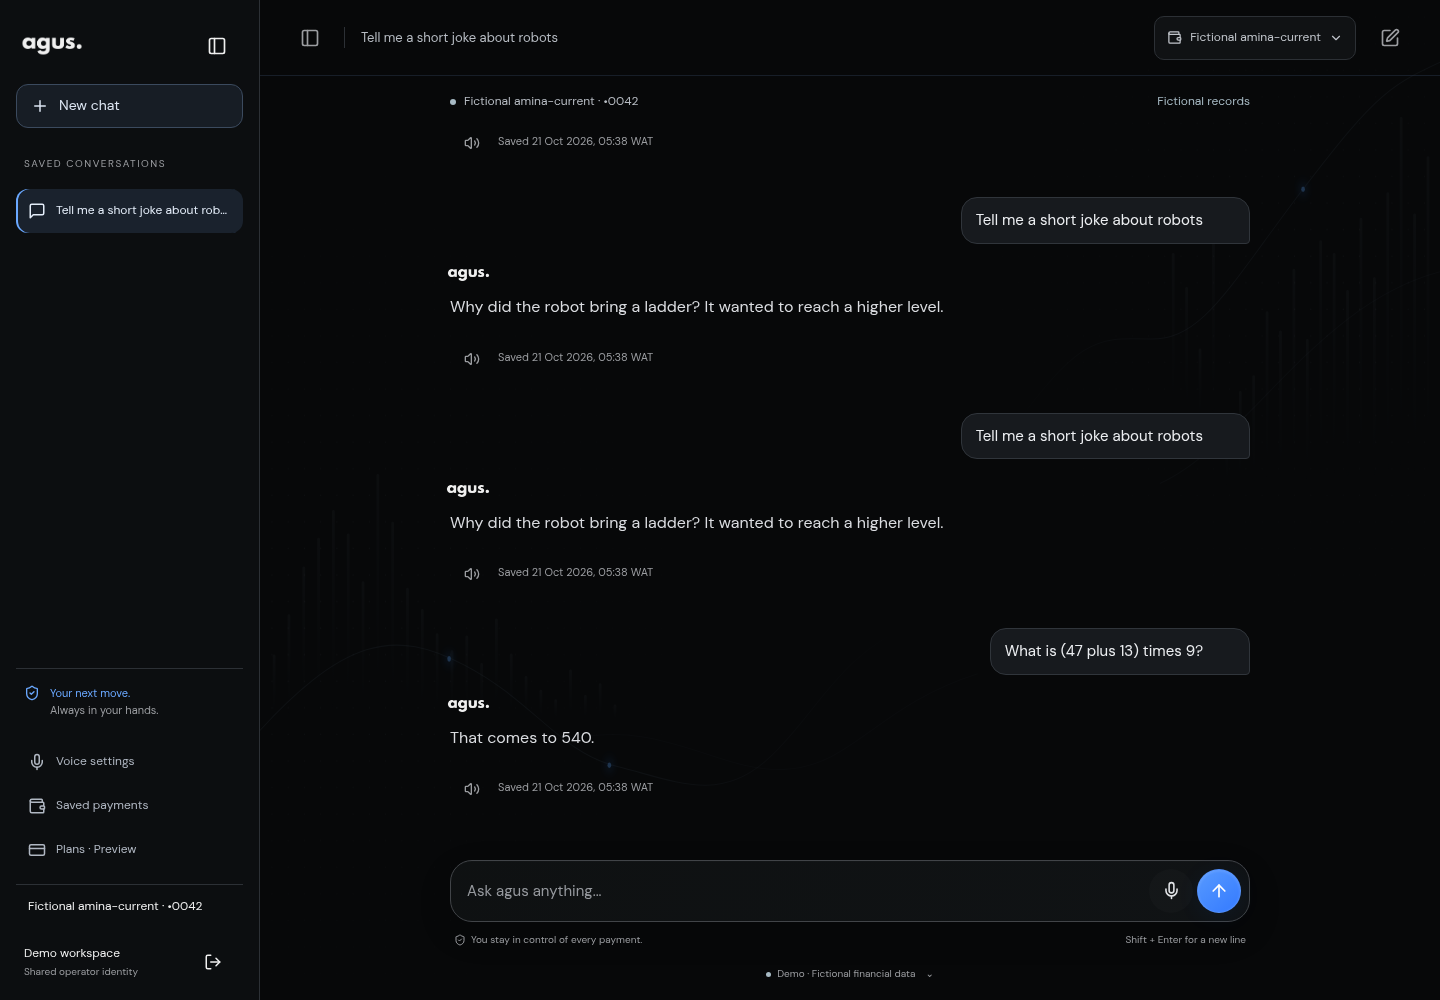 agus.
New chat
SAVED CONVERSATIONS
Tell me a short joke about rob...
Your next move.
Always in your hands.
Voice settings
Saved payments
Plans · Preview
Fictional amina-current · •0042
Demo workspace
Shared operator identity
Tell me a short joke about robots
Fictional amina-current
Fictional amina-current · •0042
Fictional records
Saved 21 Oct 2026, 05:38 WAT
Tell me a short joke about robots
agus.
Why did the robot bring a ladder? It wanted to reach a higher level.
Saved 21 Oct 2026, 05:38 WAT
Tell me a short joke about robots
agus.
Why did the robot bring a ladder? It wanted to reach a higher level.
Saved 21 Oct 2026, 05:38 WAT
What is (47 plus 13) times 9?
agus.
That comes to 540.
Saved 21 Oct 2026, 05:38 WAT
Ask agus anything...
You stay in control of every payment.
Shift + Enter for a new line
Demo · Fictional financial data